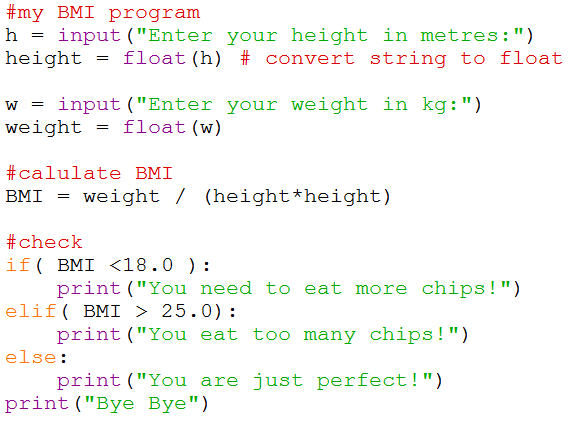 #my BMI program
h = input("Enter your height in metres:")
height = float(h) # convert string to float

w = input("Enter your weight in kg:")
weight = float(w)

#calulate BMI
BMI = weight / (height*height)

#check
if( BMI <18.0 ):
    print("You need to eat more chips!")
elif( BMI > 25.0):
    print("You eat too many chips!")
else:
    print("You are just perfect!")
print("Bye Bye")